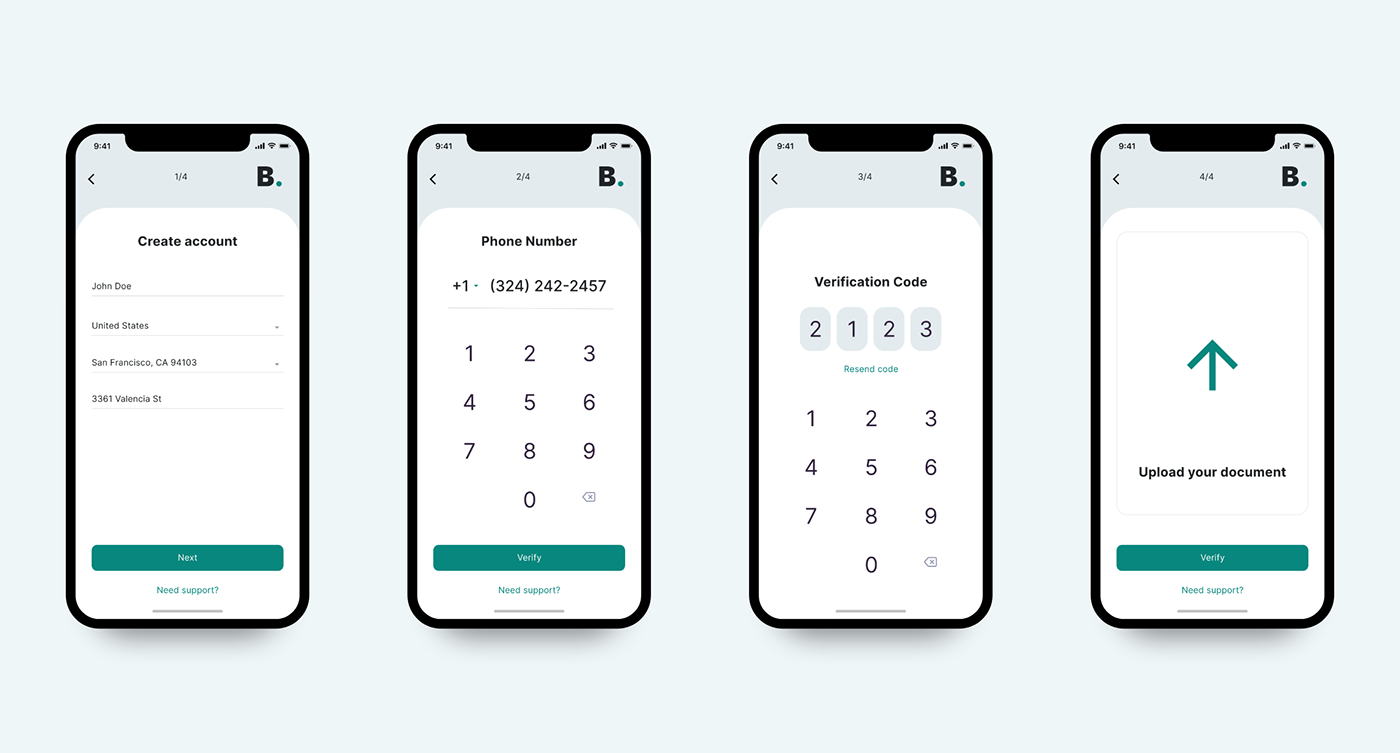 9:41
1/4
B.
Create account
John Doe
United States
San Francisco, CA 94103
3361 Valencia St
Next
Need support?
9:41
2/4
B.
Phone Number
+1 (324) 242-2457
1 2 3
4 5 6
7 8 9
0
Verify
Need support?
9:41
3/4
B.
Verification Code
2 1 2 3
Resend code
1 2 3
4 5 6
7 8 9
0
9:41
4/4
B.
Upload your document
Verify
Need support?